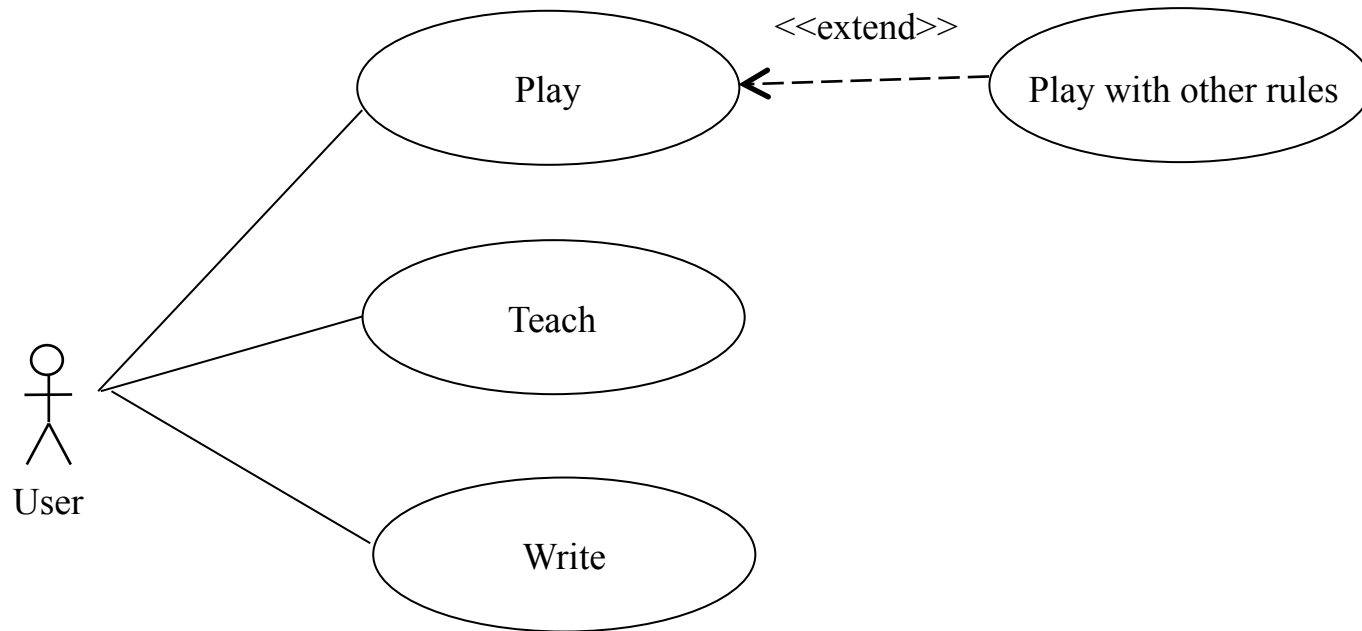 <<extend>>
Play
Play with other rules
Teach
User
Write